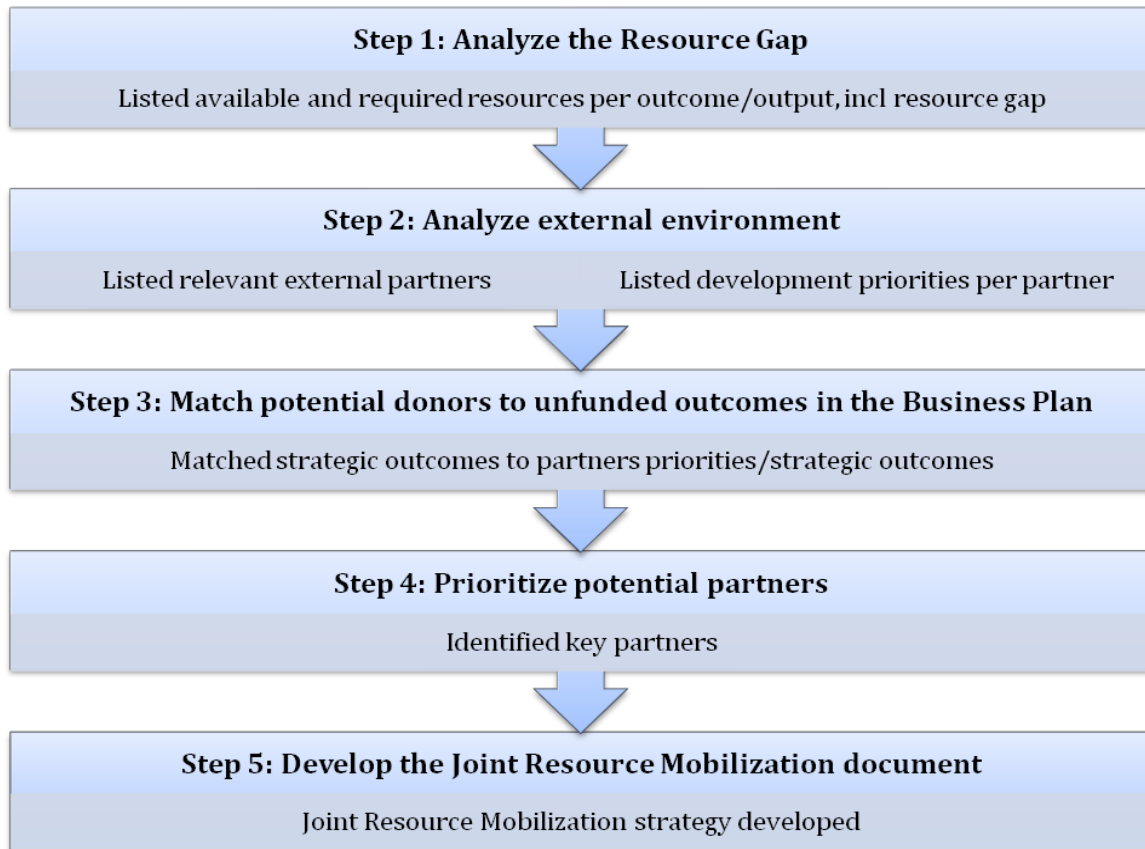 Step 1: Analyze the Resource Gap
Listed available and required resources per outcome/output, incl resource gap
Step 2: Analyze external environment
Listed relevant external partners
Listed development priorities per partner
Step 3: Match potential donors to unfunded outcomes in the Business Plan
Matched strategic outcomes to partners priorities/strategic outcomes
Step 4: Prioritize potential partners
Identified key partners
Step 5: Develop the Joint Resource Mobilization document
Joint Resource Mobilization strategy developed